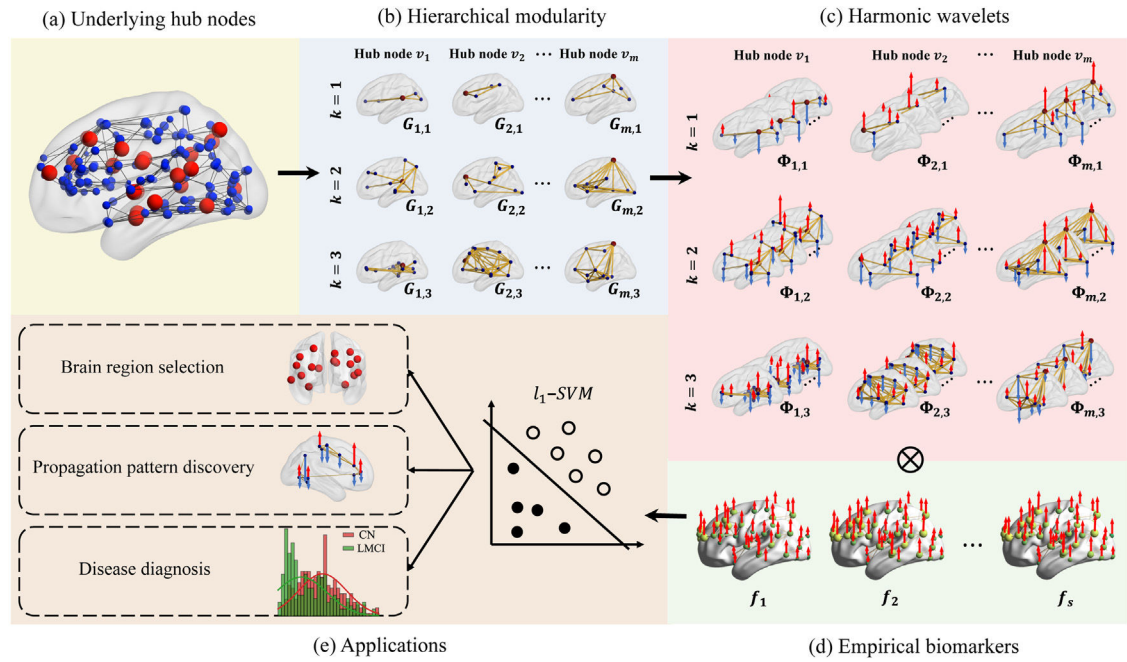 (a) Underlying hub nodes
(b) Hierarchical modularity
(c) Harmonic wavelets
Hub node v₁ Hub node v₂ ⋯ Hub node vₘ
k = 1
G₁,₁ G₂,₁ ⋯ Gₘ,₁
k = 2
G₁,₂ G₂,₂ ⋯ Gₘ,₂
k = 3
G₁,₃ G₂,₃ ⋯ Gₘ,₃
Hub node v₁ Hub node v₂ ⋯ Hub node vₘ
k = 1
Φ₁,₁ Φ₂,₁ ⋯ Φₘ,₁
k = 2
Φ₁,₂ Φ₂,₂ ⋯ Φₘ,₂
k = 3
Φ₁,₃ Φ₂,₃ ⋯ Φₘ,₃
⊗
Brain region selection
Propagation pattern discovery
Disease diagnosis
CN
LMCI
l₁–SVM
f₁ f₂ ⋯ fₛ
(e) Applications
(d) Empirical biomarkers